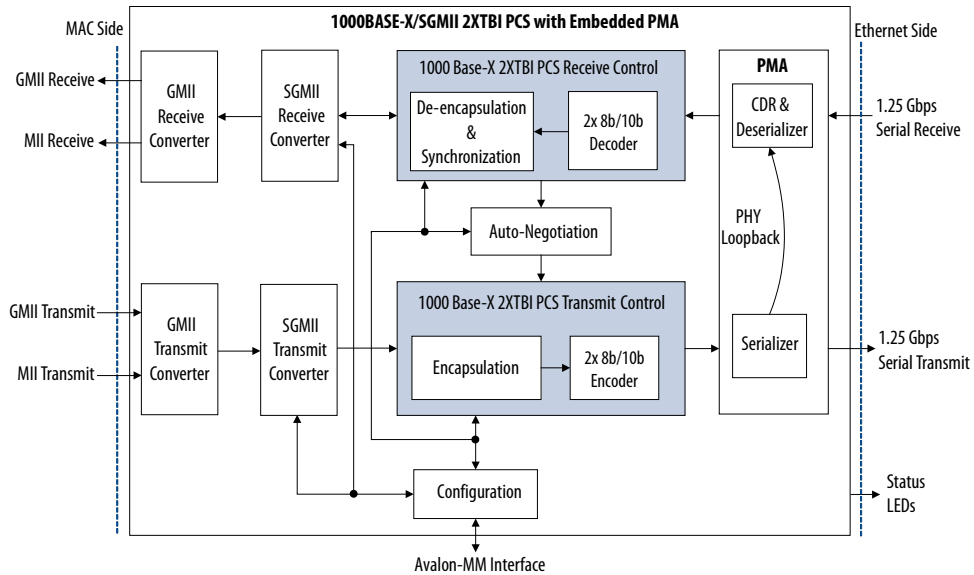 1000BASE-X/SGMII 2XTBI PCS with Embedded PMA
MAC Side
Ethernet Side
GMII Receive
MII Receive
GMII
Receive
Converter
SGMII
Receive
Converter
1000 Base-X 2XTBI PCS Receive Control
De-encapsulation
&
Synchronization
2x 8b/10b
Decoder
PMA
CDR &
Deserializer
1.25 Gbps
Serial Receive
PHY
Loopback
Auto-Negotiation
GMII Transmit
MII Transmit
GMII
Transmit
Converter
SGMII
Transmit
Converter
1000 Base-X 2XTBI PCS Transmit Control
Encapsulation
2x 8b/10b
Encoder
Serializer
1.25 Gbps
Serial Transmit
Configuration
Status
LEDs
Avalon-MM Interface